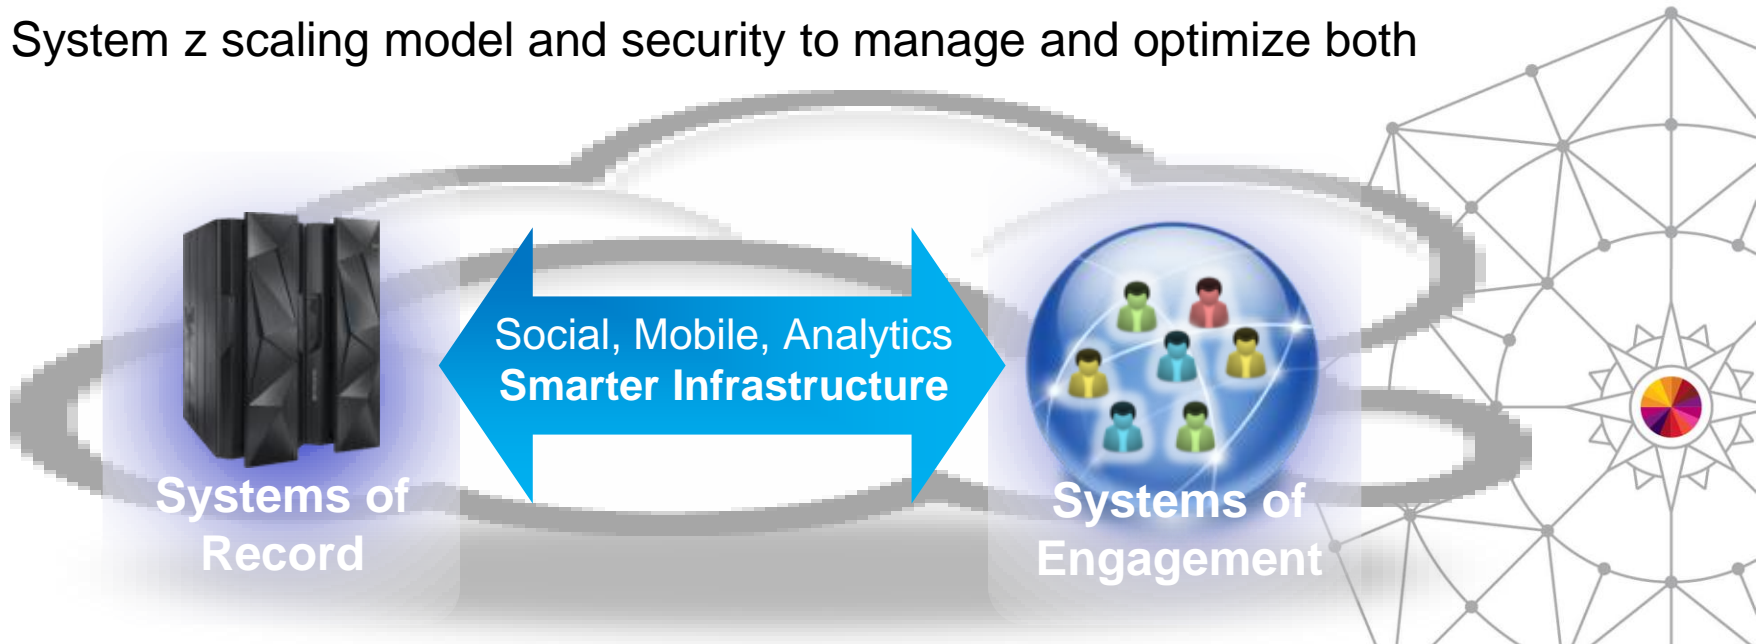 System z scaling model and security to manage and optimize both
Social, Mobile, Analytics
Smarter Infrastructure
Systems of
Record
Systems of
Engagement